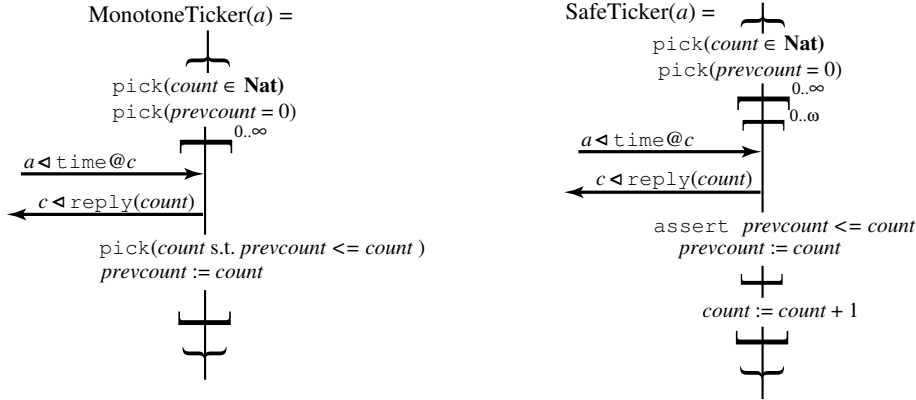 MonotoneTicker(a) =
pick(count ∈ Nat)
pick(prevcount = 0)
0..∞
a ⊲ time@c
c ⊲ reply(count)
pick(count s.t. prevcount <= count )
prevcount := count
SafeTicker(a) =
pick(count ∈ Nat)
pick(prevcount = 0)
0..∞
0..ω
a ⊲ time@c
c ⊲ reply(count)
assert prevcount <= count
prevcount := count
count := count + 1